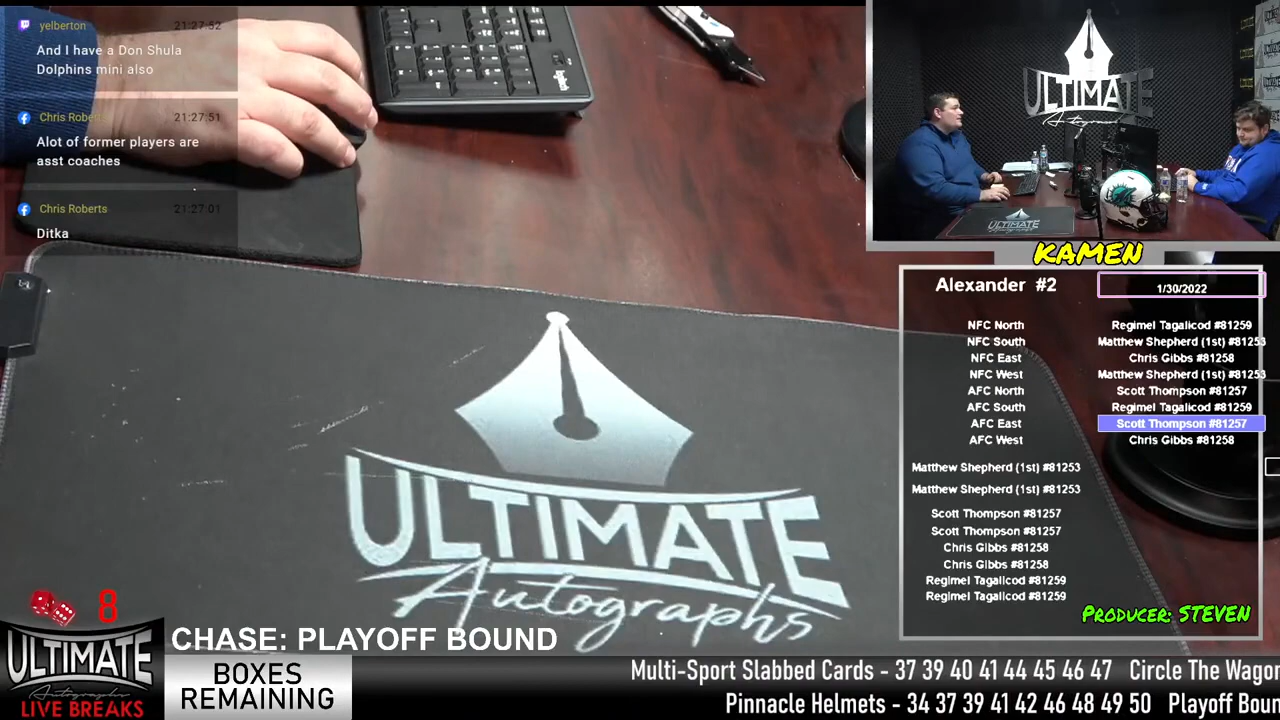 yelberton 21:27:52
And I have a Don Shula
Dolphins mini also
Chris Roberts 21:27:51
Alot of former players are
asst coaches
Chris Roberts 21:27:01
Ditka
ULTIMATE
Autographs
ULTIMATE
Autographs
KAMEN
Alexander #2 1/30/2022
NFC North Regimel Tagalicod #81259
NFC South Matthew Shepherd (1st) #81253
NFC East Chris Gibbs #81258
NFC West Matthew Shepherd (1st) #81253
AFC North Scott Thompson #81257
AFC South Regimel Tagalicod #81259
AFC East Scott Thompson #81257
AFC West Chris Gibbs #81258
Matthew Shepherd (1st) #81253
Matthew Shepherd (1st) #81253
Scott Thompson #81257
Scott Thompson #81257
Chris Gibbs #81258
Chris Gibbs #81258
Regimel Tagalicod #81259
Regimel Tagalicod #81259
Producer: STEVEN
ULTIMATE
Autographs
8
ULTIMATE
Autographs
LIVE BREAKS
CHASE: PLAYOFF BOUND
BOXES
REMAINING
Multi-Sport Slabbed Cards - 37 39 40 41 44 45 46 47 Circle The Wagon
Pinnacle Helmets - 34 37 39 41 42 46 48 49 50 Playoff Boun